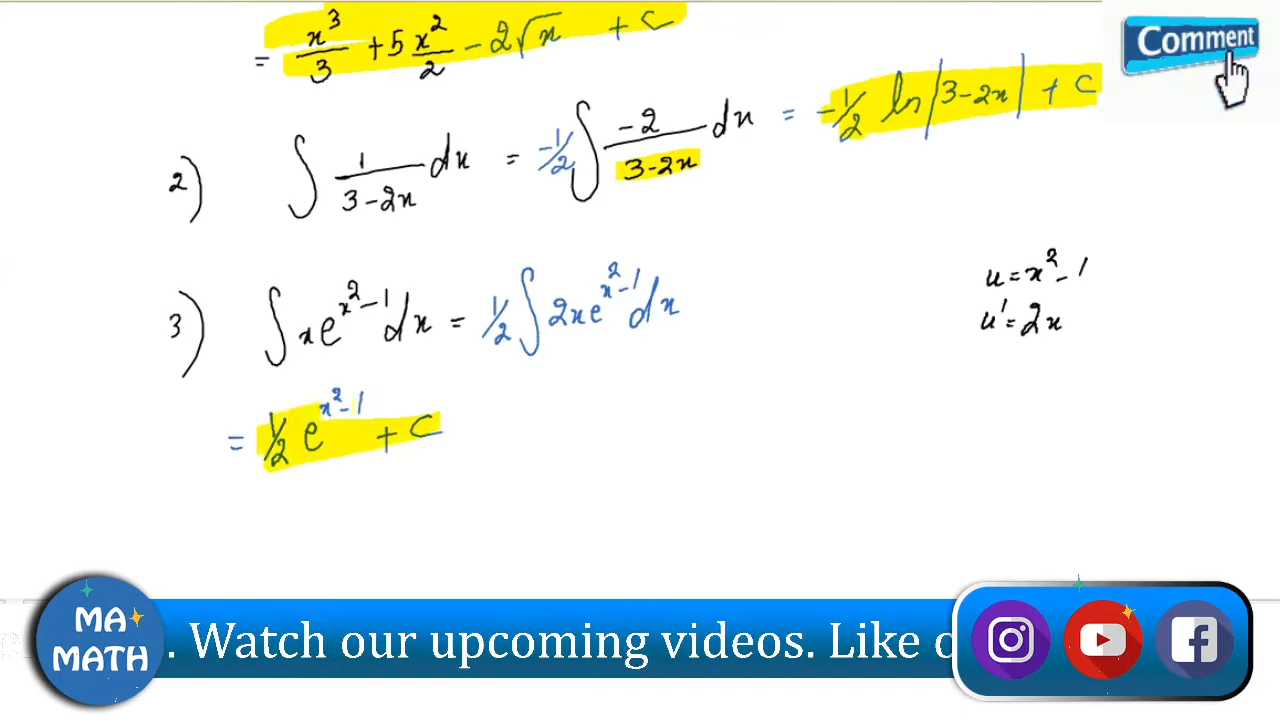 = x³/3 + 5 x²/2 - 2√x + C
Comment
2) ∫ 1/(3-2x) dx = -1/2 ∫ -2/(3-2x) dx = -1/2 ln|3-2x| + C
3) ∫ x e^(x²-1) dx = 1/2 ∫ 2x e^(x²-1) dx
u = x² - 1
u' = 2x
= 1/2 e^(x²-1) + C
MA MATH
. Watch our upcoming videos. Like